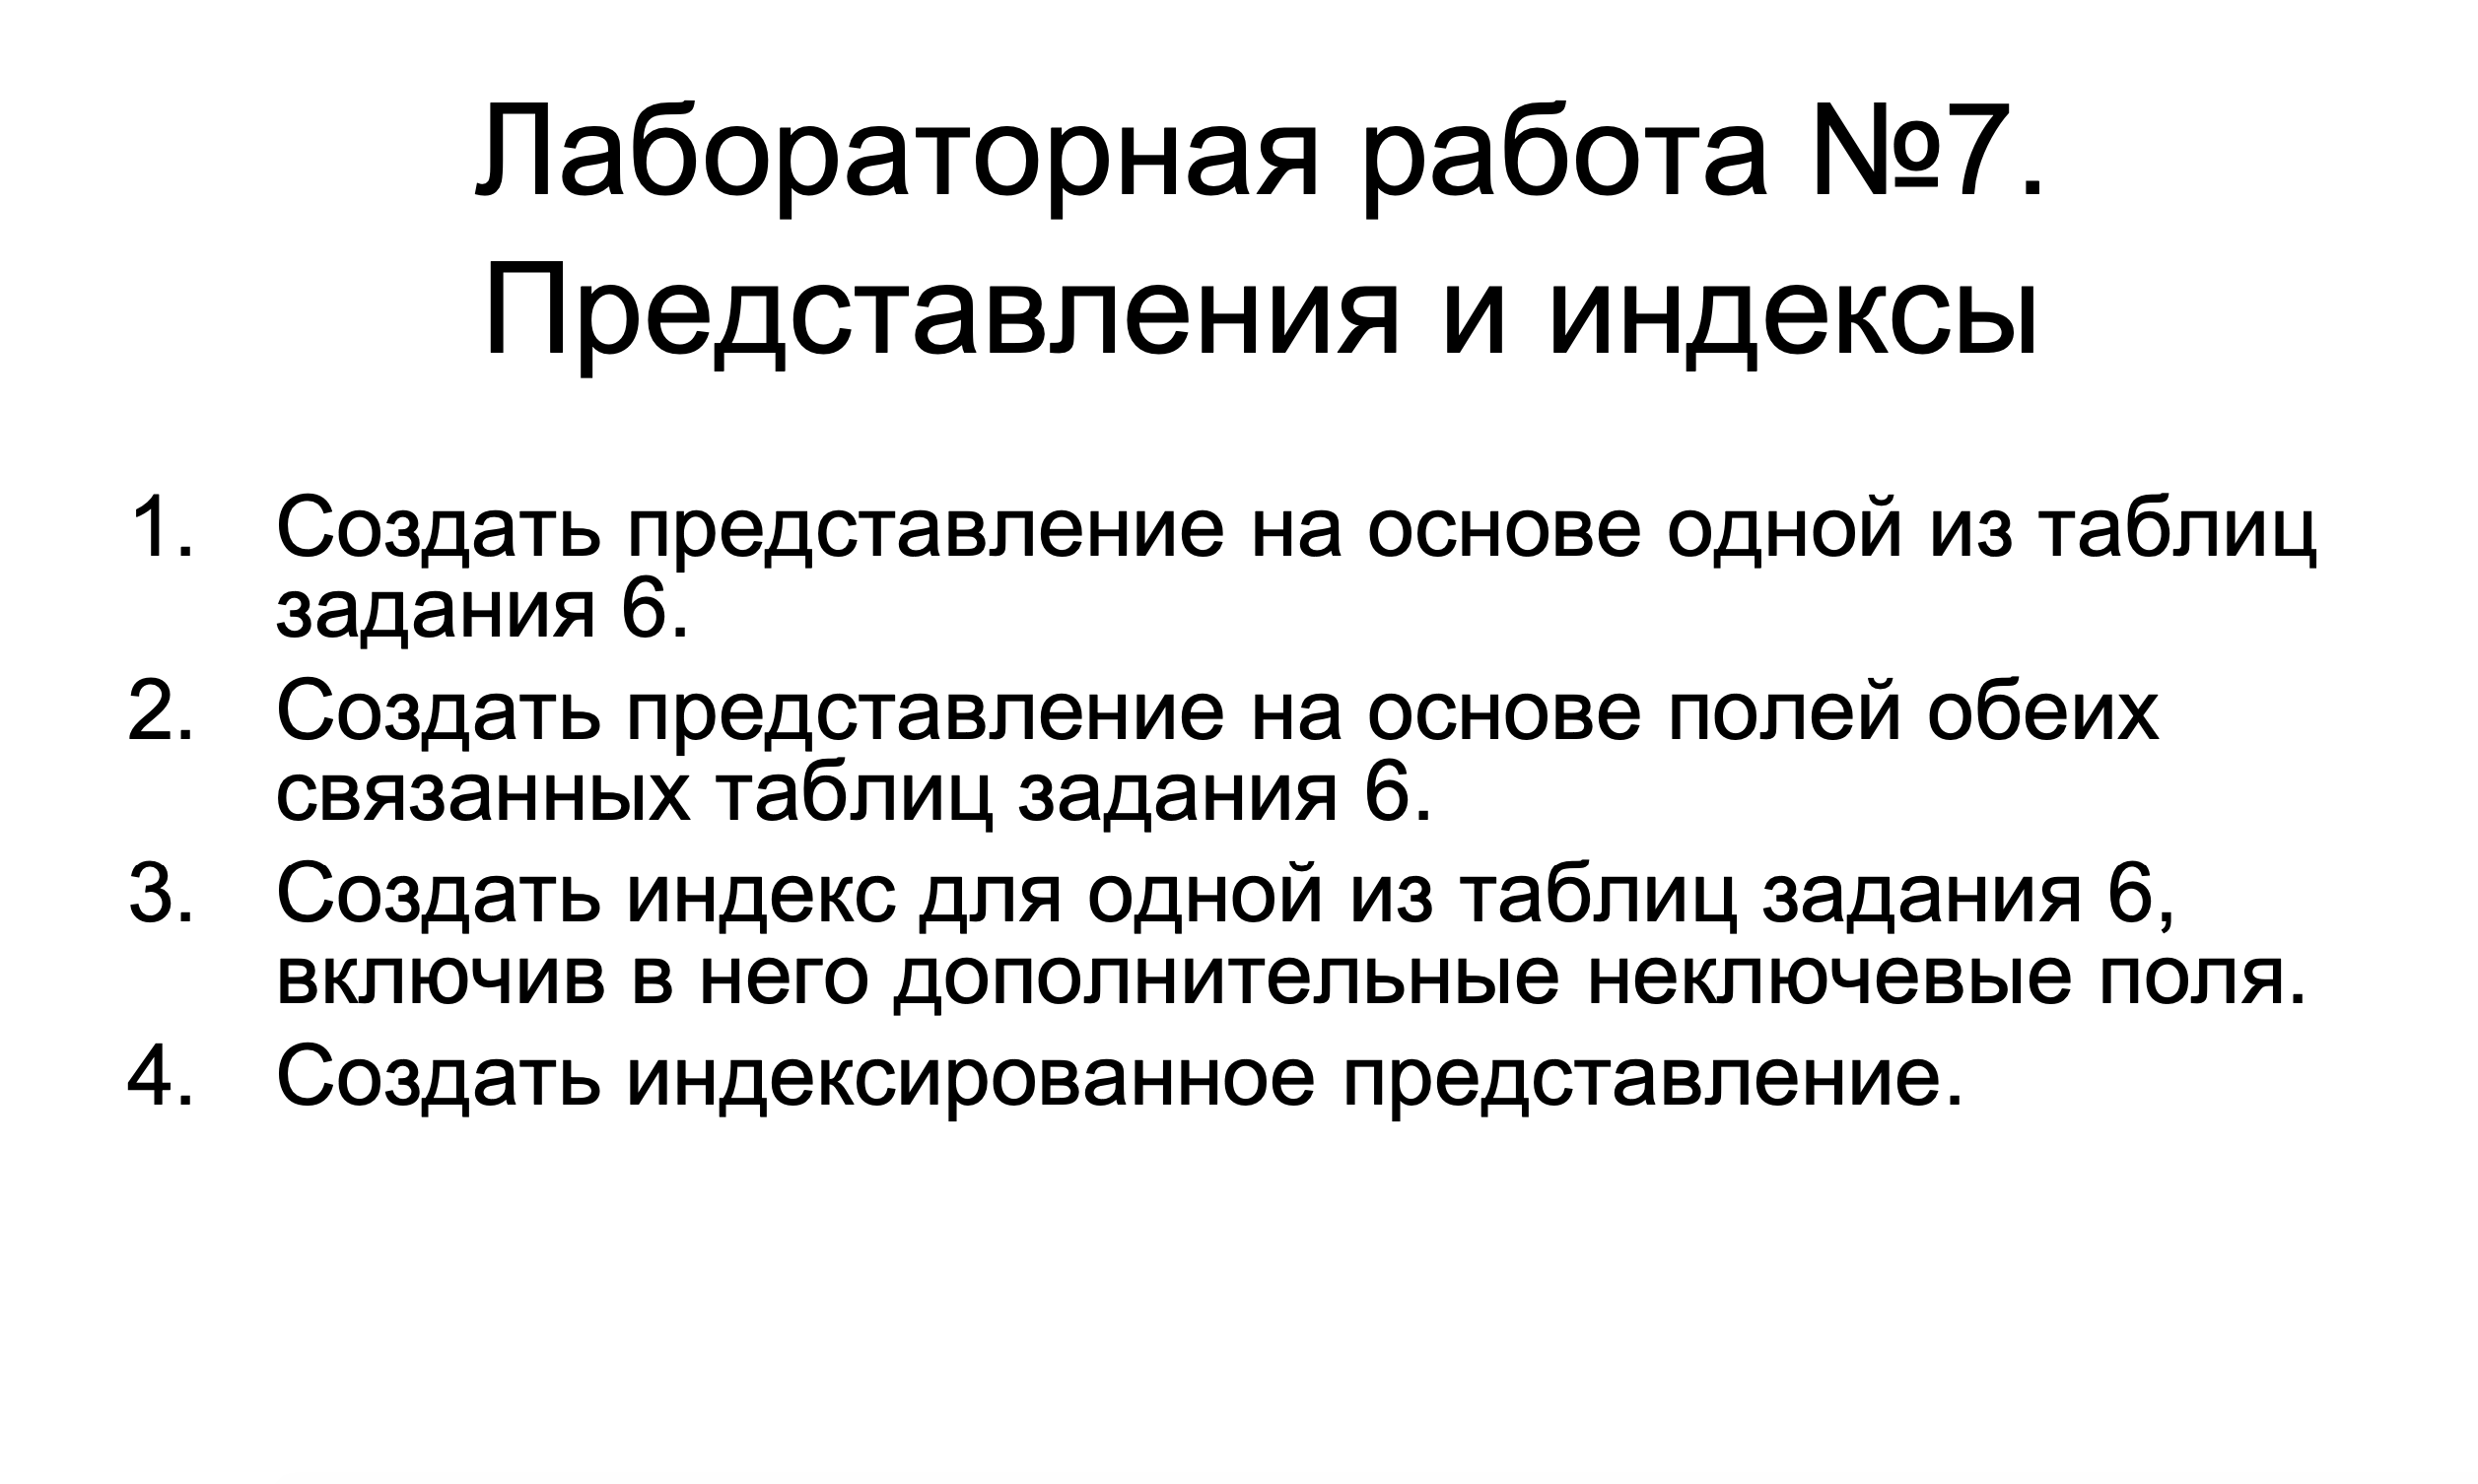 Лабораторная работа №7.
Представления и индексы
1. Создать представление на основе одной из таблиц
задания 6.
2. Создать представление на основе полей обеих
связанных таблиц задания 6.
3. Создать индекс для одной из таблиц задания 6,
включив в него дополнительные неключевые поля.
4. Создать индексированное представление.